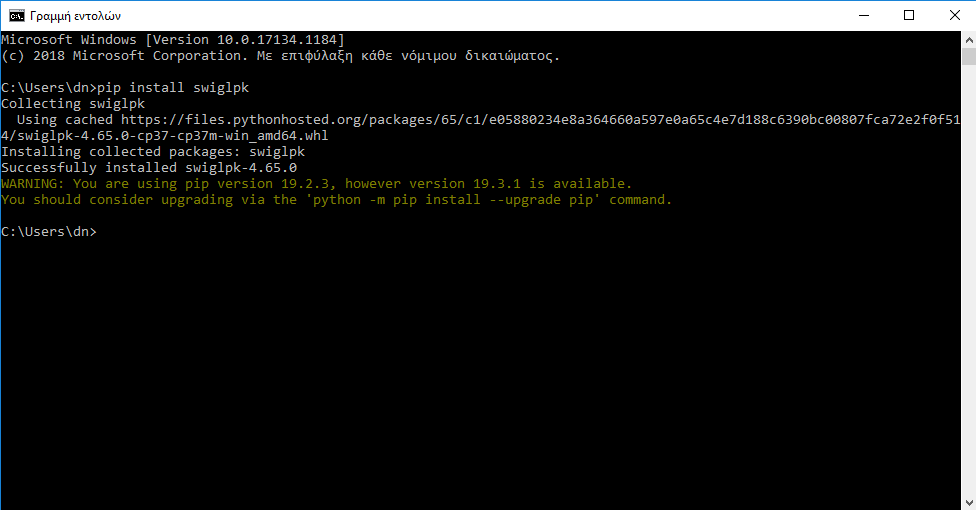 Γραμμή εντολών
Microsoft Windows [Version 10.0.17134.1184]
(c) 2018 Microsoft Corporation. Με επιφύλαξη κάθε νόμιμου δικαιώματος.
C:\Users\dn>pip install swiglpk
Collecting swiglpk
  Using cached https://files.pythonhosted.org/packages/65/c1/e05880234e8a364660a597e0a65c4e7d188c6390bc00807fca72e2f0f51
4/swiglpk-4.65.0-cp37-cp37m-win_amd64.whl
Installing collected packages: swiglpk
Successfully installed swiglpk-4.65.0
WARNING: You are using pip version 19.2.3, however version 19.3.1 is available.
You should consider upgrading via the 'python -m pip install --upgrade pip' command.
C:\Users\dn>